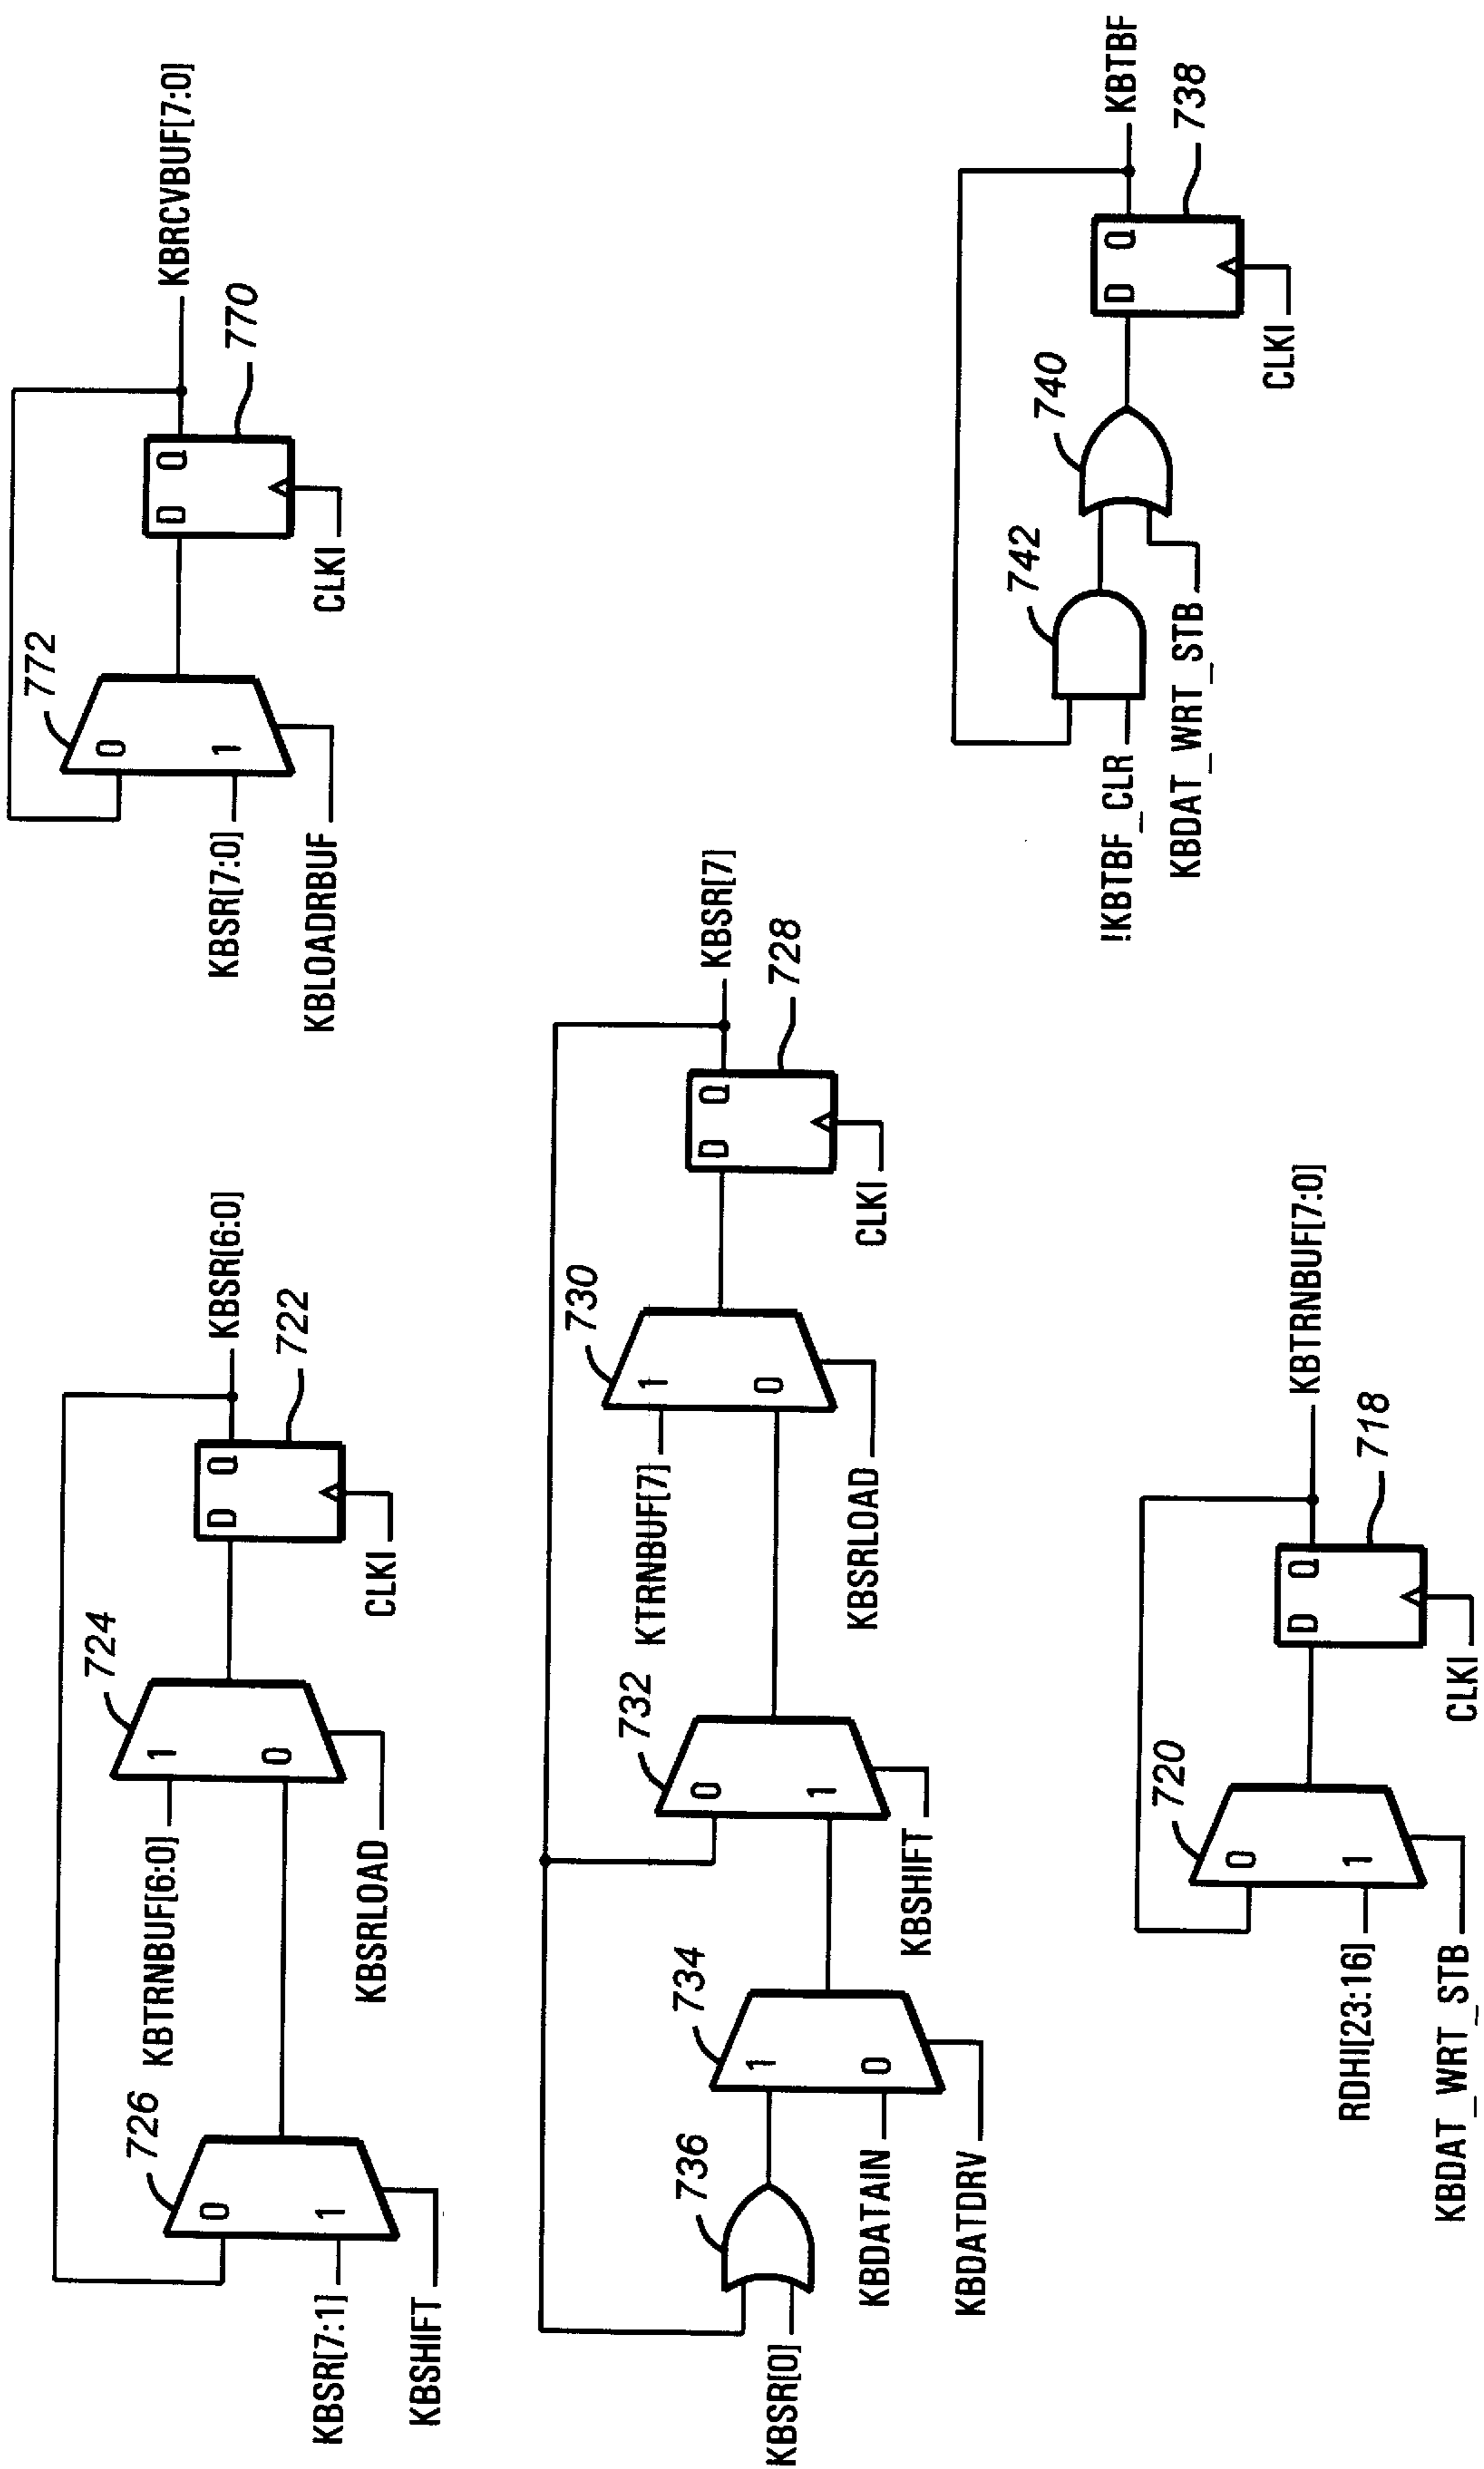 726
0
1
KBSR[7:1]
KBSHIFT
724
1
0
KBTRNBUF[6:0]
KBSRLOAD
D Q
CLKI
722
KBSR[6:0]
772
0
1
KBSR[7:0]
KBLOADRBUF
D Q
CLKI
770
KBRCVBUF[7:0]
736
KBSR[0]
734
1
0
KBDATAIN
KBDATDRV
732
0
1
KBSHIFT
730
1
0
KTRNBUF[7]
KBSRLOAD
D Q
CLKI
728
KBSR[7]
720
0
1
RDHI[23:16]
KBDAT_WRT_STB
D Q
CLKI
718
KBTRNBUF[7:0]
742
!KBTBF_CLR
KBDAT_WRT_STB
740
D Q
CLKI
738
KBTBF